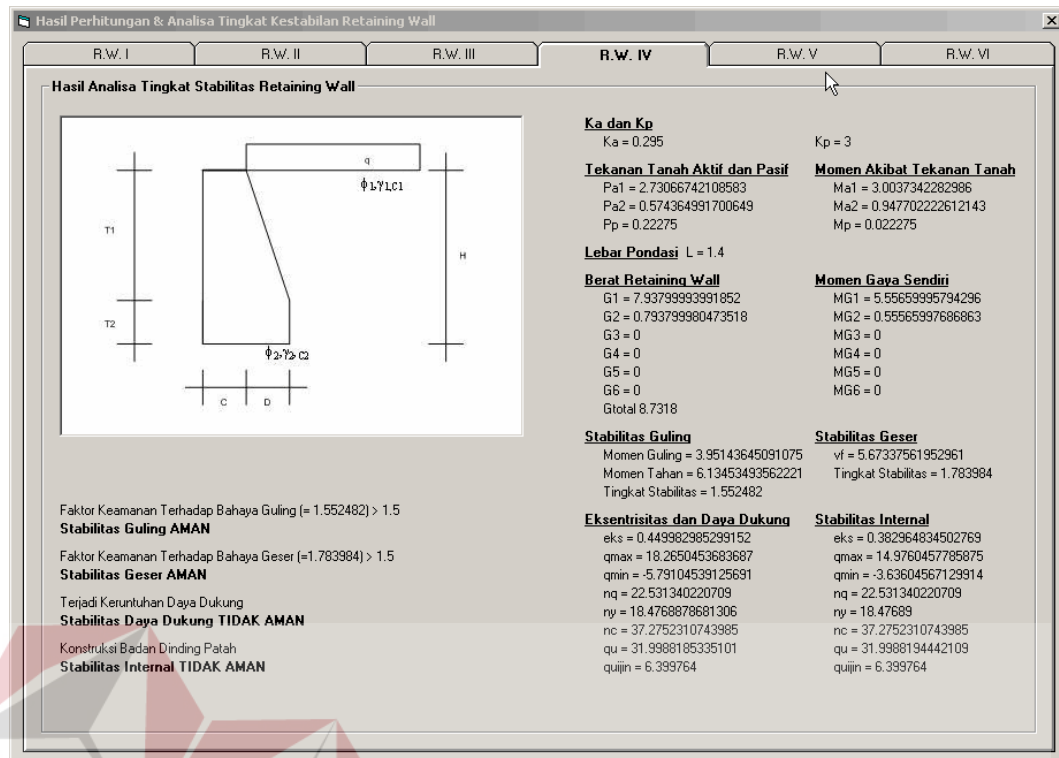 Hasil Perhitungan & Analisa Tingkat Kestabilan Retaining Wall
R.W. I
R.W. II
R.W. III
R.W. IV
R.W. V
R.W. VI
Hasil Analisa Tingkat Stabilitas Retaining Wall
q
ϕ1,γ1,C1
T1
H
T2
ϕ2,γ2,C2
C
D
Faktor Keamanan Terhadap Bahaya Guling (= 1.552482) > 1.5
Stabilitas Guling AMAN
Faktor Keamanan Terhadap Bahaya Geser (=1.783984) > 1.5
Stabilitas Geser AMAN
Terjadi Keruntuhan Daya Dukung
Stabilitas Daya Dukung TIDAK AMAN
Konstruksi Badan Dinding Patah
Stabilitas Internal TIDAK AMAN
Ka dan Kp
Ka = 0.295
Kp = 3
Tekanan Tanah Aktif dan Pasif
Pa1 = 2.73066742108583
Pa2 = 0.574364991700649
Pp = 0.22275
Momen Akibat Tekanan Tanah
Ma1 = 3.0037342282986
Ma2 = 0.947702222612143
Mp = 0.022275
Lebar Pondasi L = 1.4
Berat Retaining Wall
G1 = 7.93799993991852
G2 = 0.793799980473518
G3 = 0
G4 = 0
G5 = 0
G6 = 0
Gtotal 8.7318
Momen Gaya Sendiri
MG1 = 5.55659995794296
MG2 = 0.55565997686863
MG3 = 0
MG4 = 0
MG5 = 0
MG6 = 0
Stabilitas Guling
Momen Guling = 3.95143645091075
Momen Tahan = 6.13453493562221
Tingkat Stabilitas = 1.552482
Stabilitas Geser
vf = 5.67337561952961
Tingkat Stabilitas = 1.783984
Eksentrisitas dan Daya Dukung
eks = 0.449982985299152
qmax = 18.2650453683687
qmin = -5.79104539125691
nq = 22.531340220709
ny = 18.4768878681306
nc = 37.2752310743985
qu = 31.9988185335101
quijin = 6.399764
Stabilitas Internal
eks = 0.382964834502769
qmax = 14.9760457785875
qmin = -3.63604567129914
nq = 22.531340220709
ny = 18.47689
nc = 37.2752310743985
qu = 31.9988194442109
quijin = 6.399764